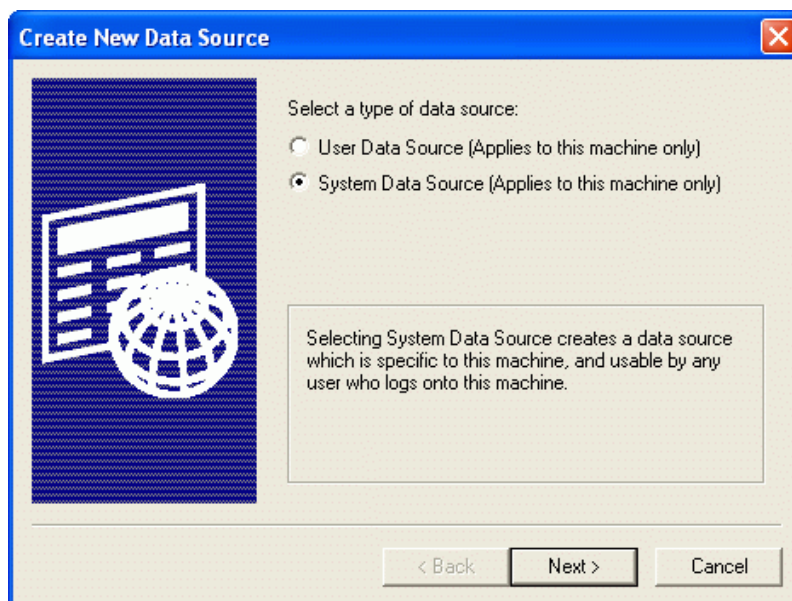 Create New Data Source
Select a type of data source:
User Data Source (Applies to this machine only)
System Data Source (Applies to this machine only)
Selecting System Data Source creates a data source
which is specific to this machine, and usable by any
user who logs onto this machine.
< Back
Next >
Cancel